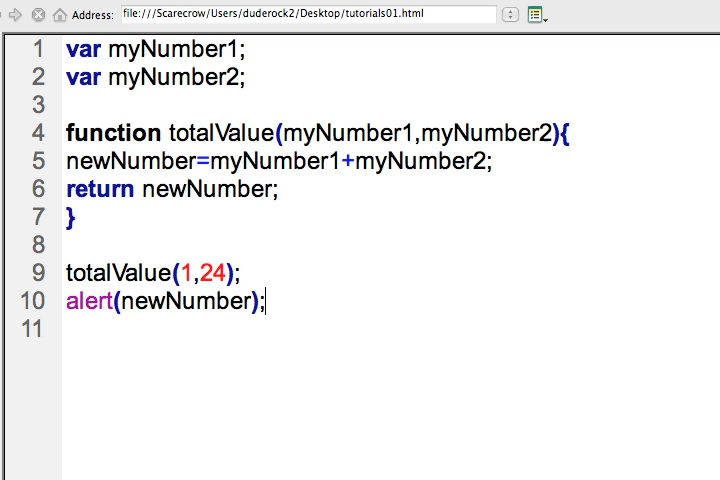 Address: file:///Scarecrow/Users/duderock2/Desktop/tutorials01.html
1 var myNumber1;
2 var myNumber2;
3
4 function totalValue(myNumber1,myNumber2){
5 newNumber=myNumber1+myNumber2;
6 return newNumber;
7 }
8
9 totalValue(1,24);
10 alert(newNumber);
11